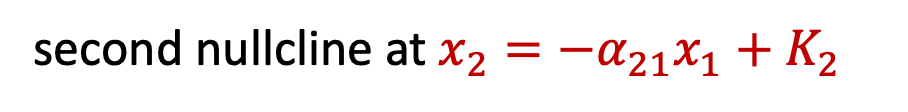 second nullcline at x₂ = −α₂₁x₁ + K₂